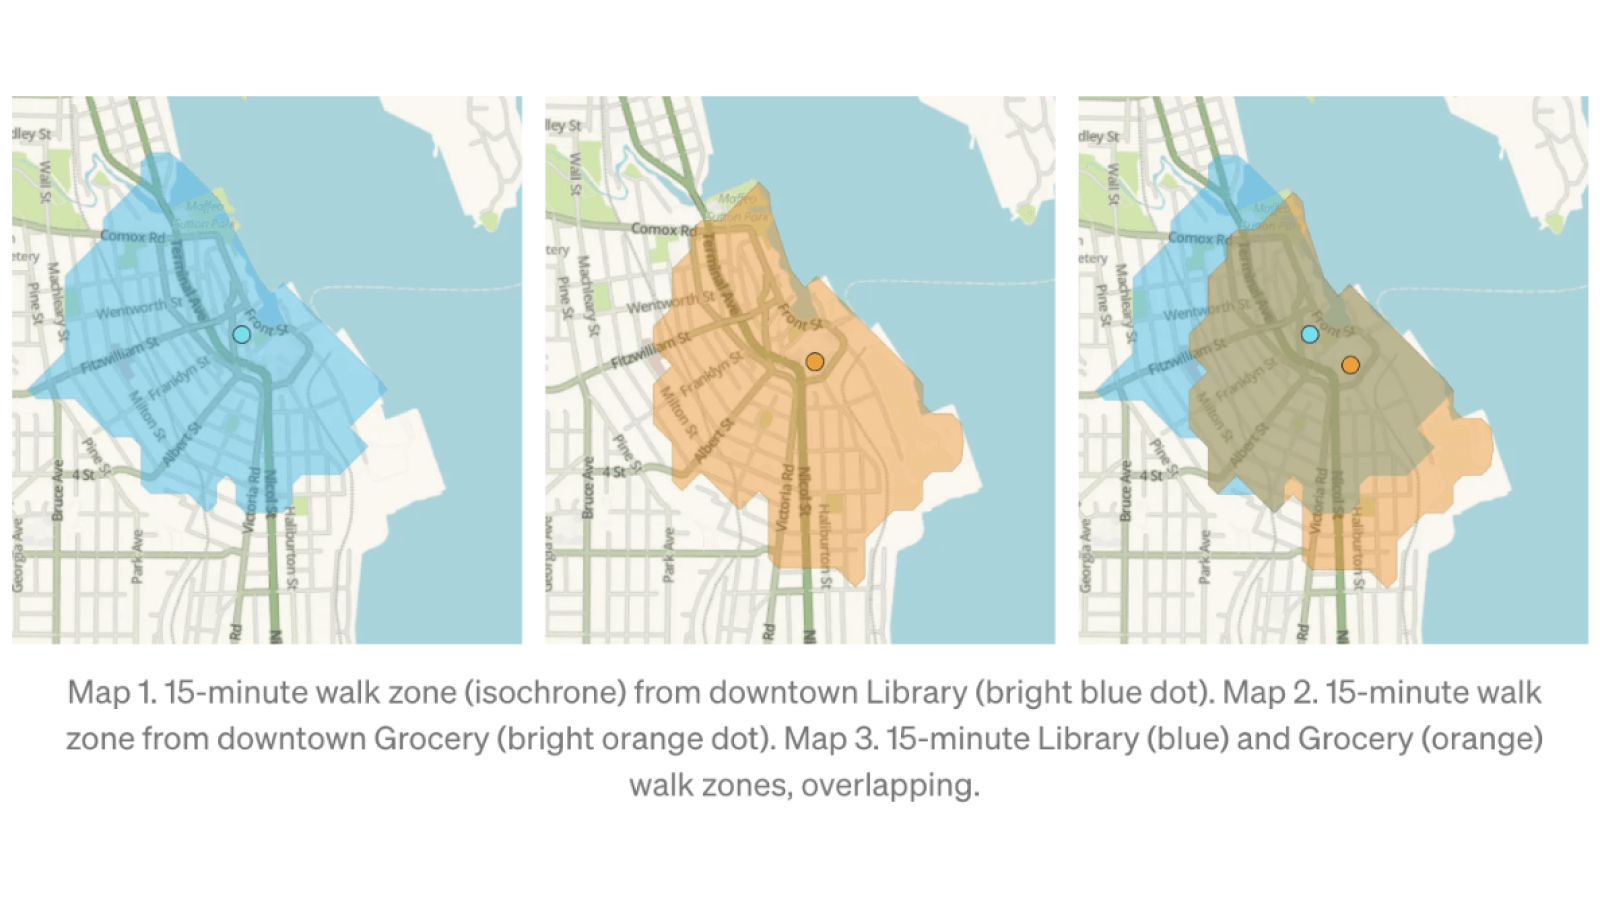 dley St
Wall St
Maffeo
Sutton Park
Comox Rd
etery
Machleary St
Pine St
Terminal Ave
Wentworth St
Front St
Fitzwilliam St
Franklyn St
Milton St
Albert St
Pine St
4 St
Bruce Ave
Victoria Rd
Nicol St
Haliburton St
Georgia Ave
Park Ave
Rd
Ni
lley St
Wall St
Maffeo
Sutton Park
Comox Rd
tery
Machleary St
Pine St
Terminal Ave
Wentworth St
Front St
Fitzwilliam St
Franklyn St
Milton St
Albert St
Pine St
4 St
Bruce Ave
Victoria Rd
Nicol St
Haliburton St
Park Ave
Rd
N
dley St
Wall St
Maffeo
Comox Rd
etery
Machleary St
Pine St
Terminal Ave
Wentworth St
Front St
Fitzwilliam St
Franklyn St
Milton St
Albert St
Pine St
4 St
Bruce Ave
Victoria Rd
Nicol St
Haliburton St
Georgia Ave
Park Ave
Rd
Ni
Map 1. 15-minute walk zone (isochrone) from downtown Library (bright blue dot). Map 2. 15-minute walk
zone from downtown Grocery (bright orange dot). Map 3. 15-minute Library (blue) and Grocery (orange)
walk zones, overlapping.